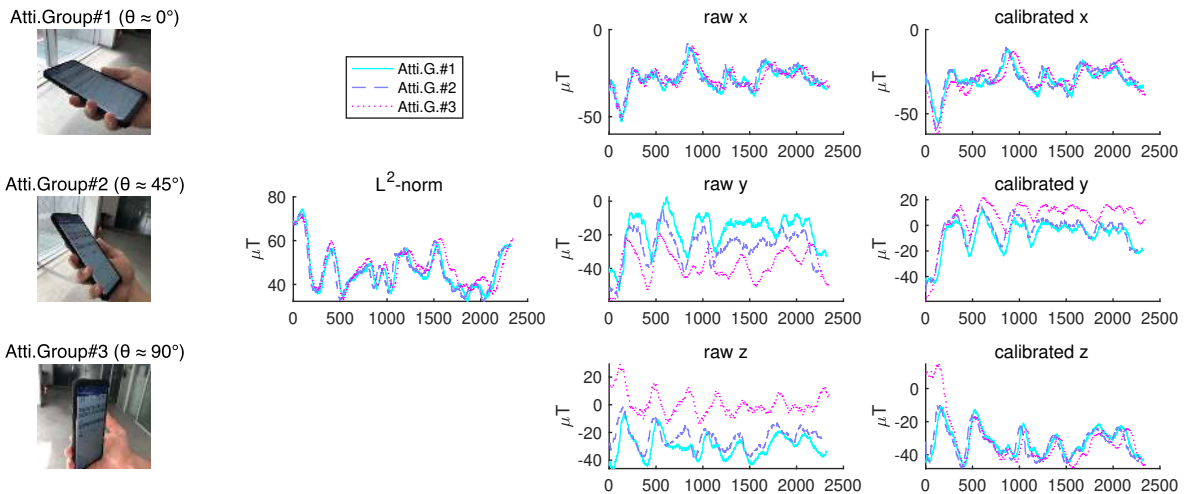 Atti.Group#1 (θ ≈ 0°)
Atti.G.#1
Atti.G.#2
Atti.G.#3
raw x
0
-50
μT
0 500 1000 1500 2000 2500
calibrated x
0
-50
μT
0 500 1000 1500 2000 2500
Atti.Group#2 (θ ≈ 45°)
L²-norm
80
60
40
μT
0 500 1000 1500 2000 2500
raw y
0
-20
-40
μT
0 500 1000 1500 2000 2500
calibrated y
20
0
-20
-40
μT
0 500 1000 1500 2000 2500
Atti.Group#3 (θ ≈ 90°)
raw z
20
0
-20
-40
μT
0 500 1000 1500 2000 2500
calibrated z
0
-20
-40
μT
0 500 1000 1500 2000 2500